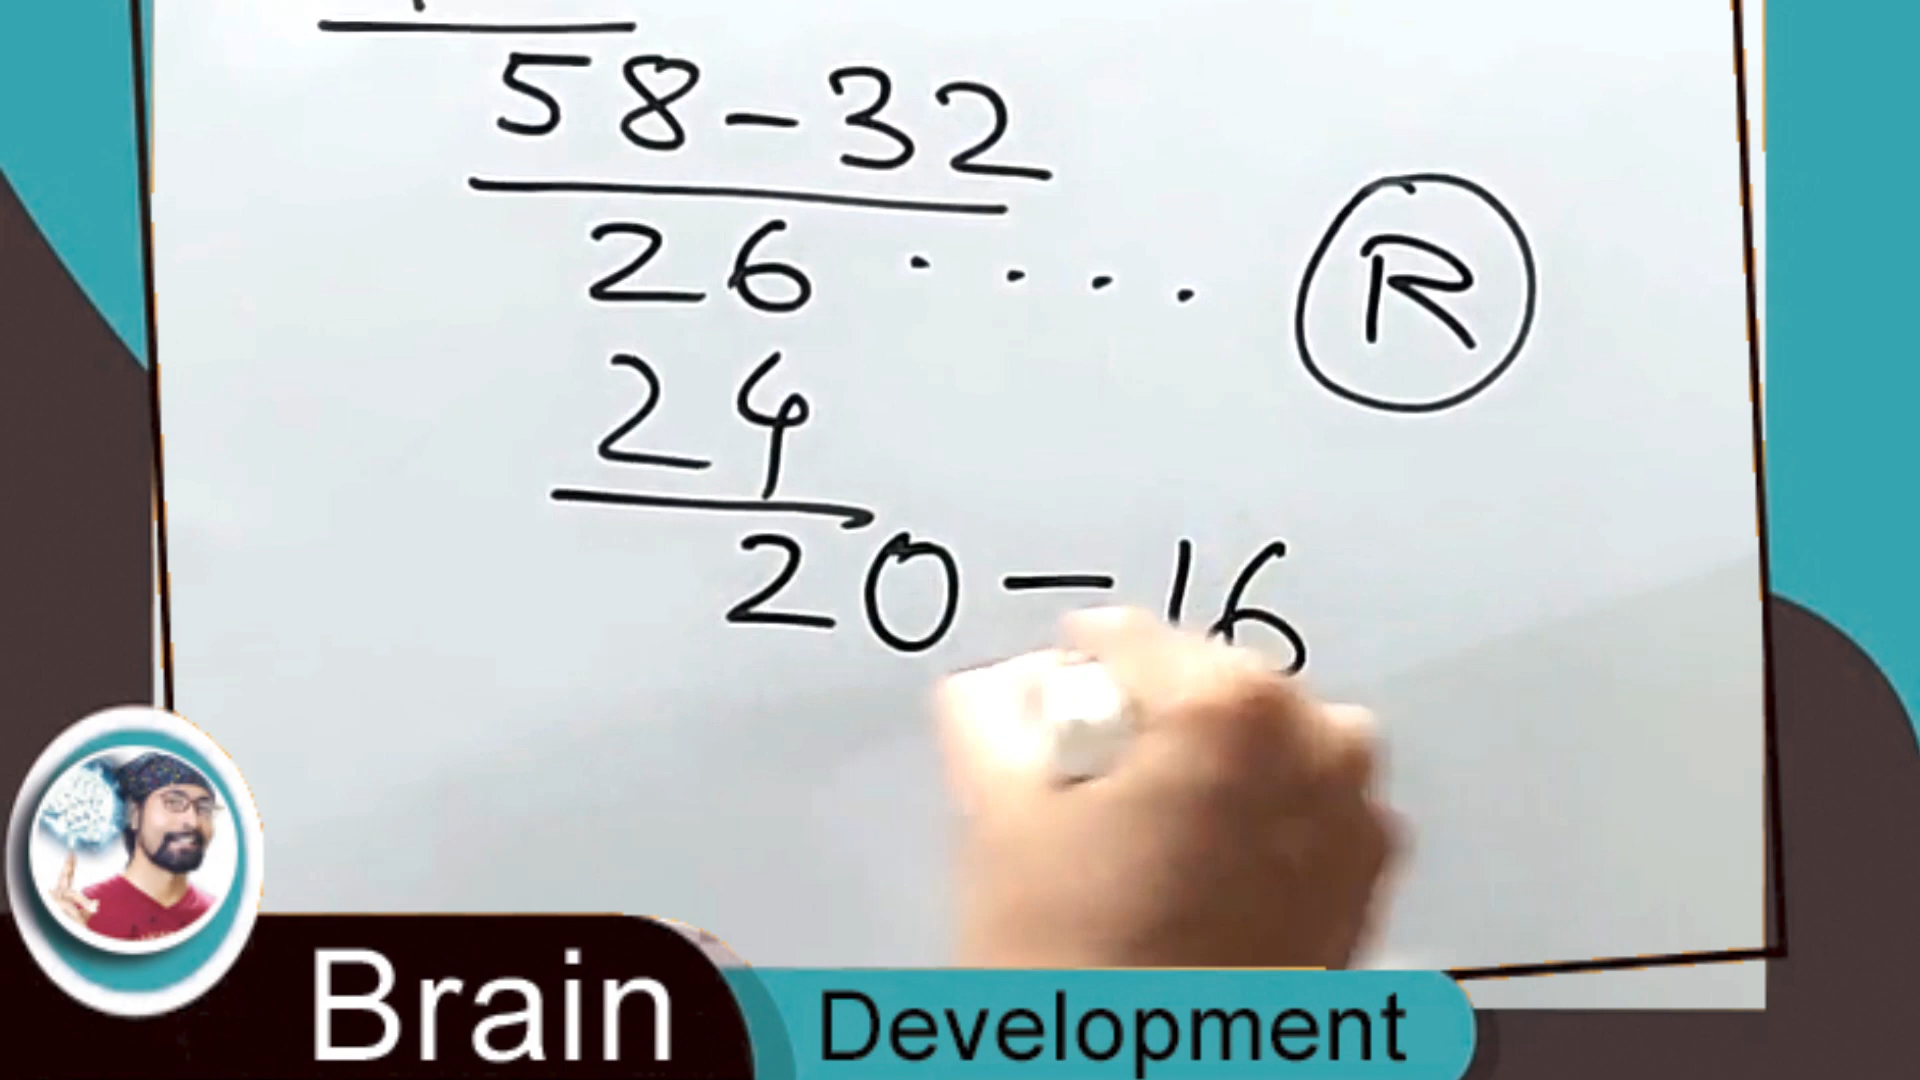 58-32
26 . . . . R
24
20-16
Brain
Development